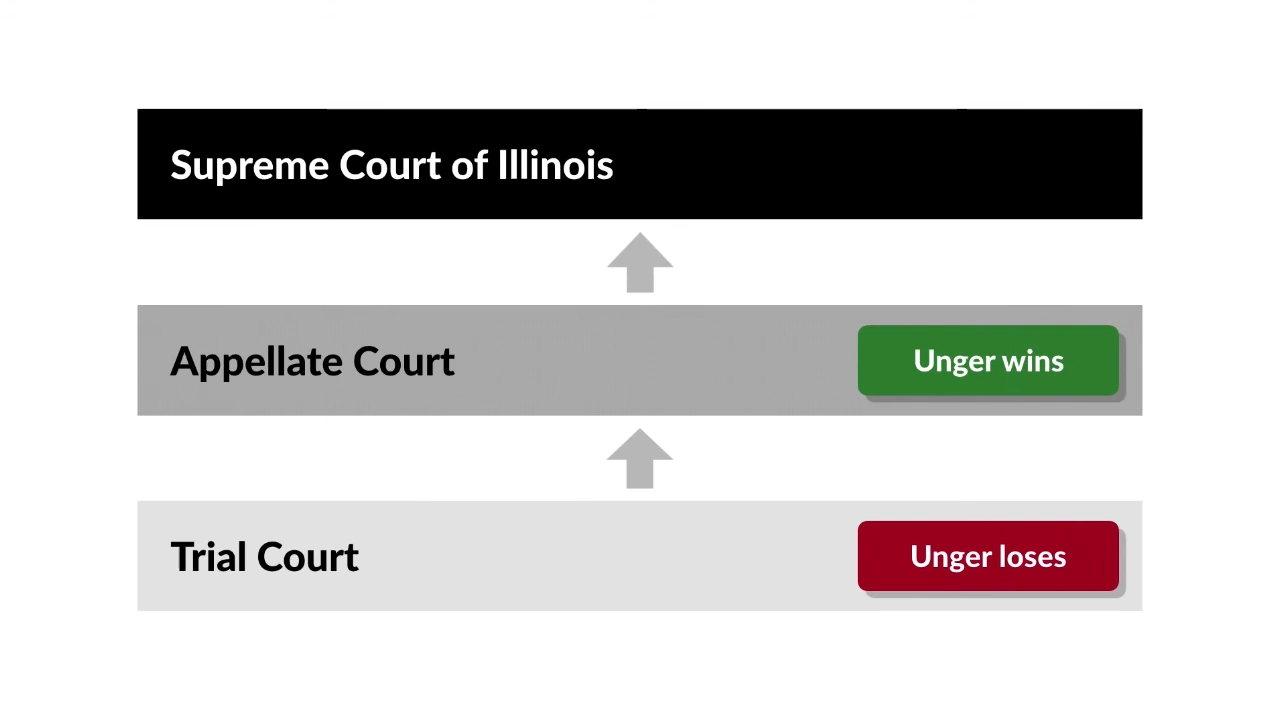 Supreme Court of Illinois
Appellate Court
Unger wins
Trial Court
Unger loses